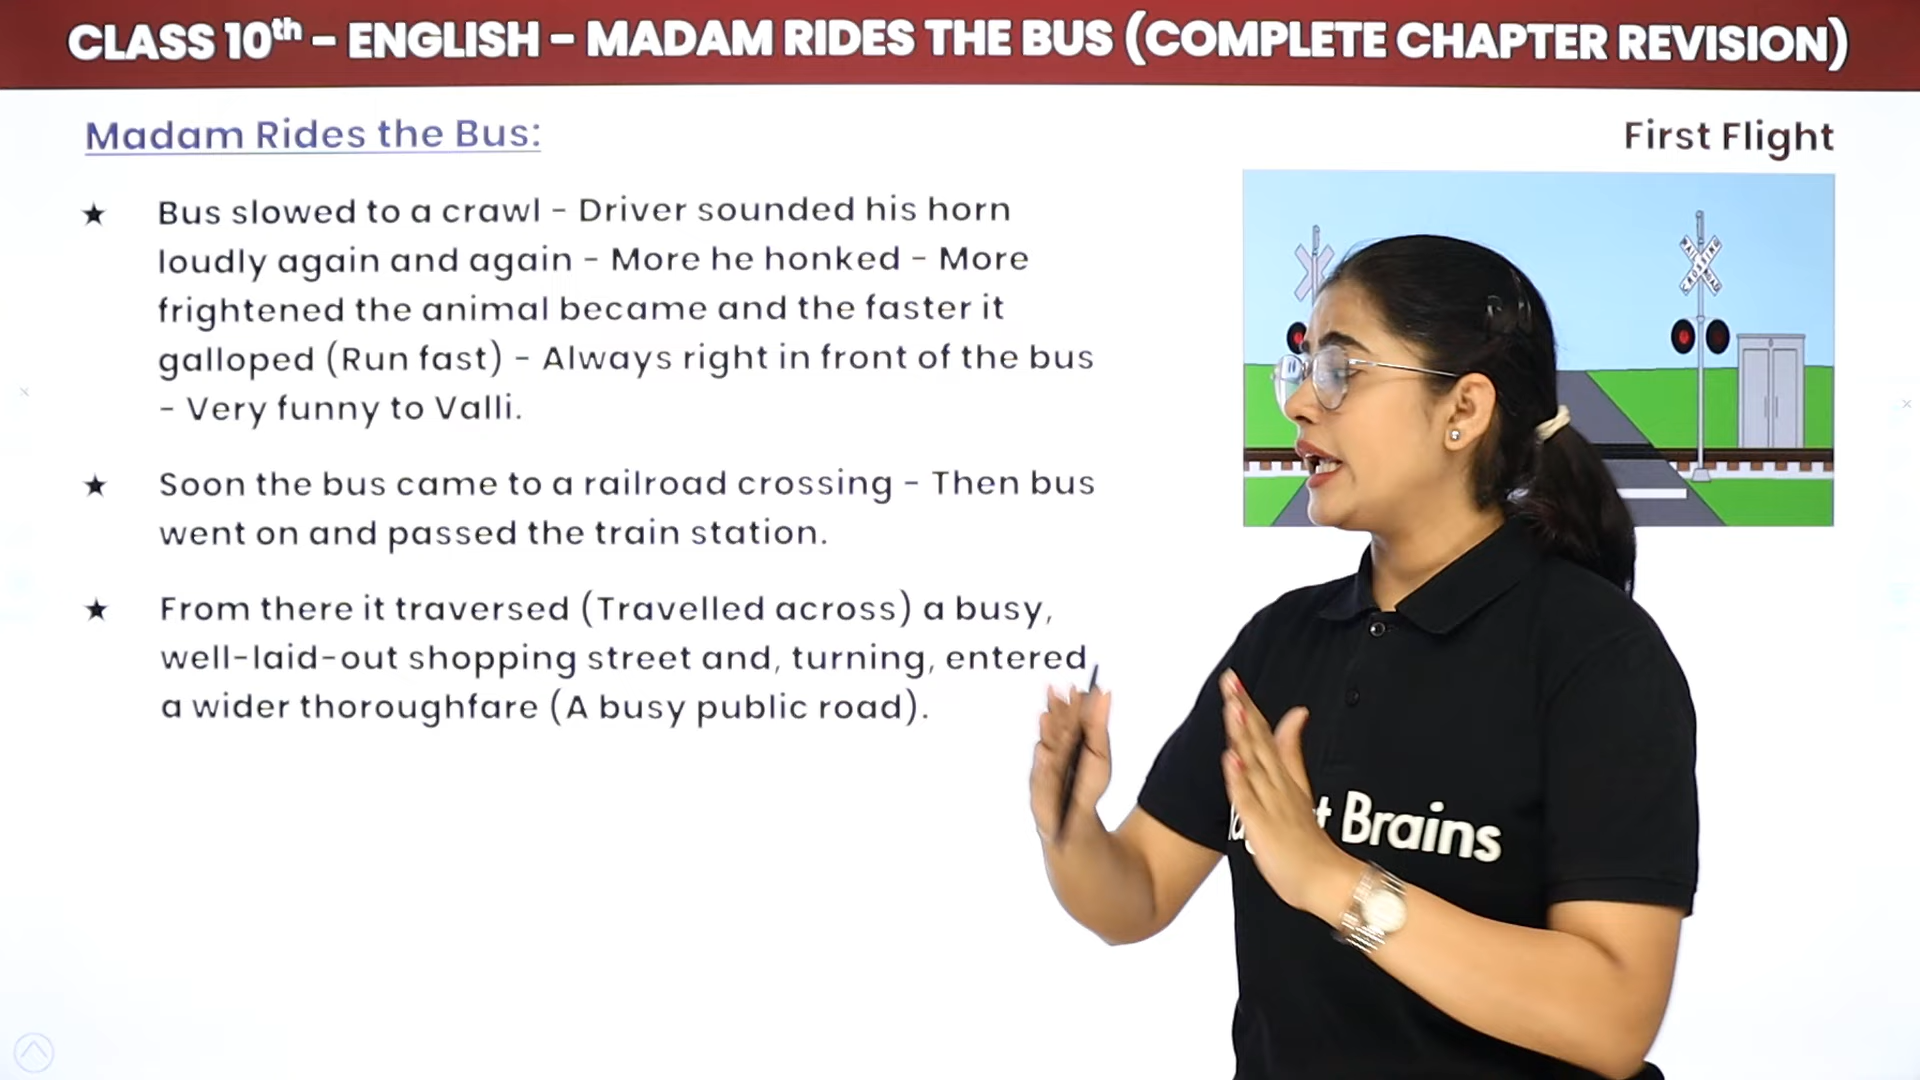 CLASS 10th – ENGLISH – MADAM RIDES THE BUS (COMPLETE CHAPTER REVISION)
Madam Rides the Bus:
First Flight
★ Bus slowed to a crawl – Driver sounded his horn
loudly again and again – More he honked – More
frightened the animal became and the faster it
galloped (Run fast) – Always right in front of the bus
– Very funny to Valli.
★ Soon the bus came to a railroad crossing – Then bus
went on and passed the train station.
★ From there it traversed (Travelled across) a busy,
well-laid-out shopping street and, turning, entered
a wider thoroughfare (A busy public road).
RAILROAD CROSSING
Brains